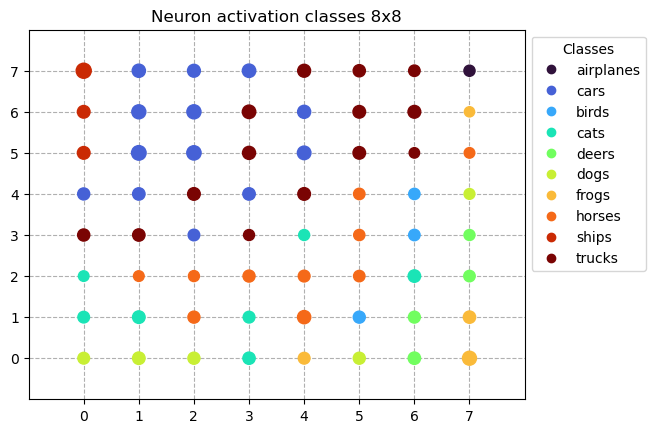 Neuron activation classes 8x8
Classes
airplanes
cars
birds
cats
deers
dogs
frogs
horses
ships
trucks
7
6
5
4
3
2
1
0
0 1 2 3 4 5 6 7